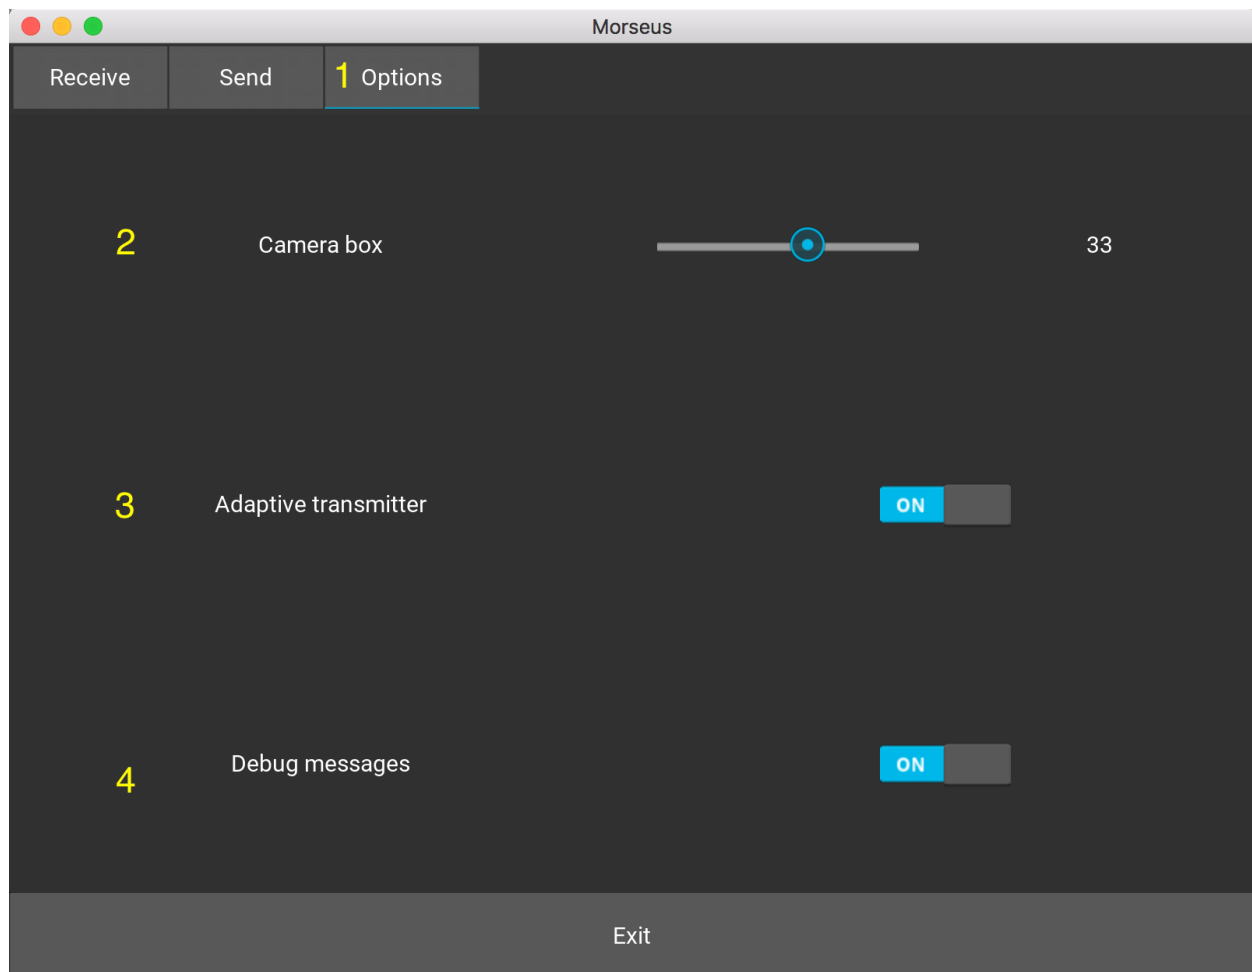 Morseus
Receive Send 1 Options
2 Camera box 33
3 Adaptive transmitter ON
4 Debug messages ON
Exit